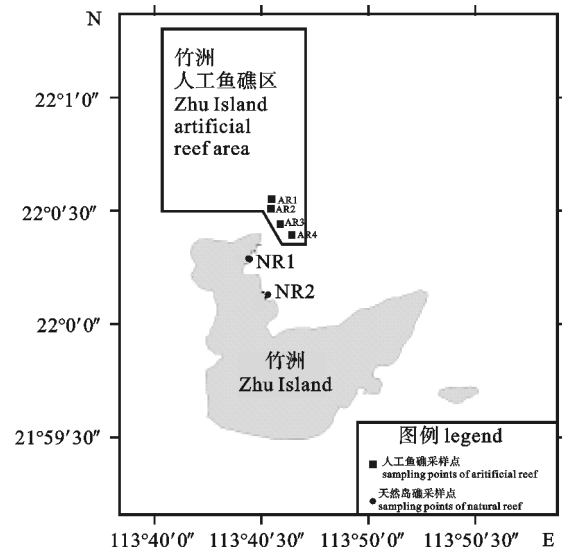 N
竹洲
人工鱼礁区
Zhu Island
artificial
reef area
22°1′0″
AR1
AR2
22°0′30″
AR3
AR4
NR1
NR2
22°0′0″
竹洲
Zhu Island
21°59′30″
图例 legend
人工鱼礁采样点
sampling points of aritificial reef
天然岛礁采样点
sampling points of natural reef
113°40′0″ 113°40′30″ 113°50′0″ 113°50′30″ E